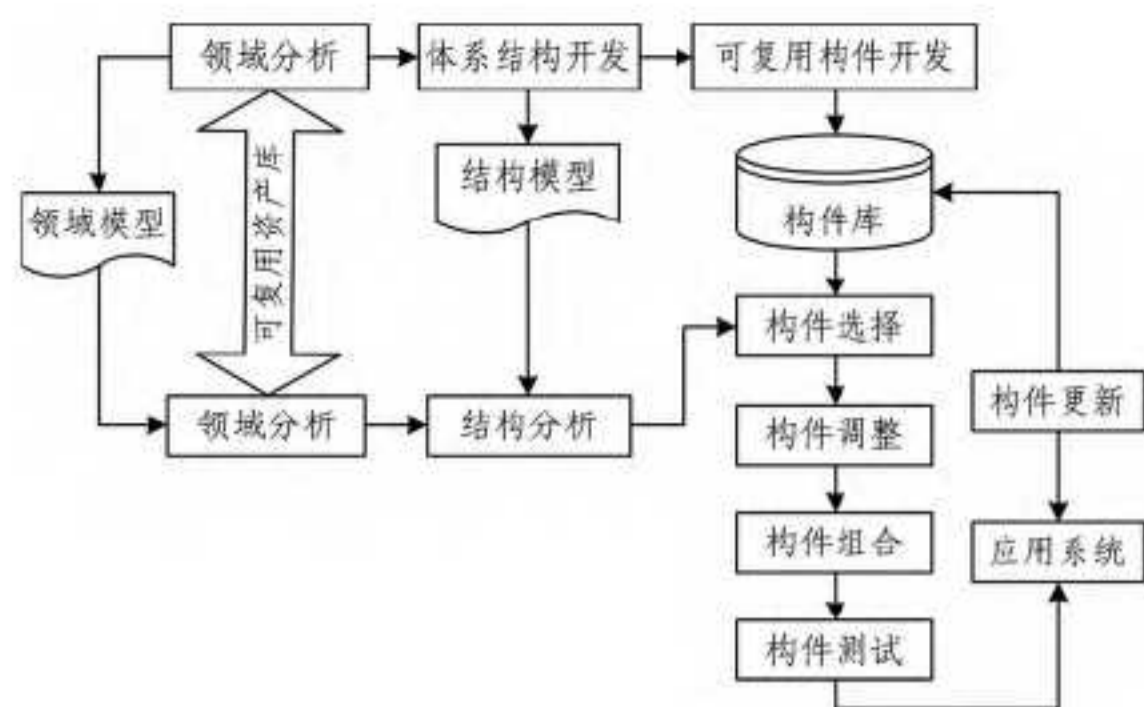 领域分析
体系结构开发
可复用构件开发
可复用资产库
结构模型
领域模型
构件库
构件选择
构件更新
领域分析
结构分析
构件调整
构件组合
应用系统
构件测试